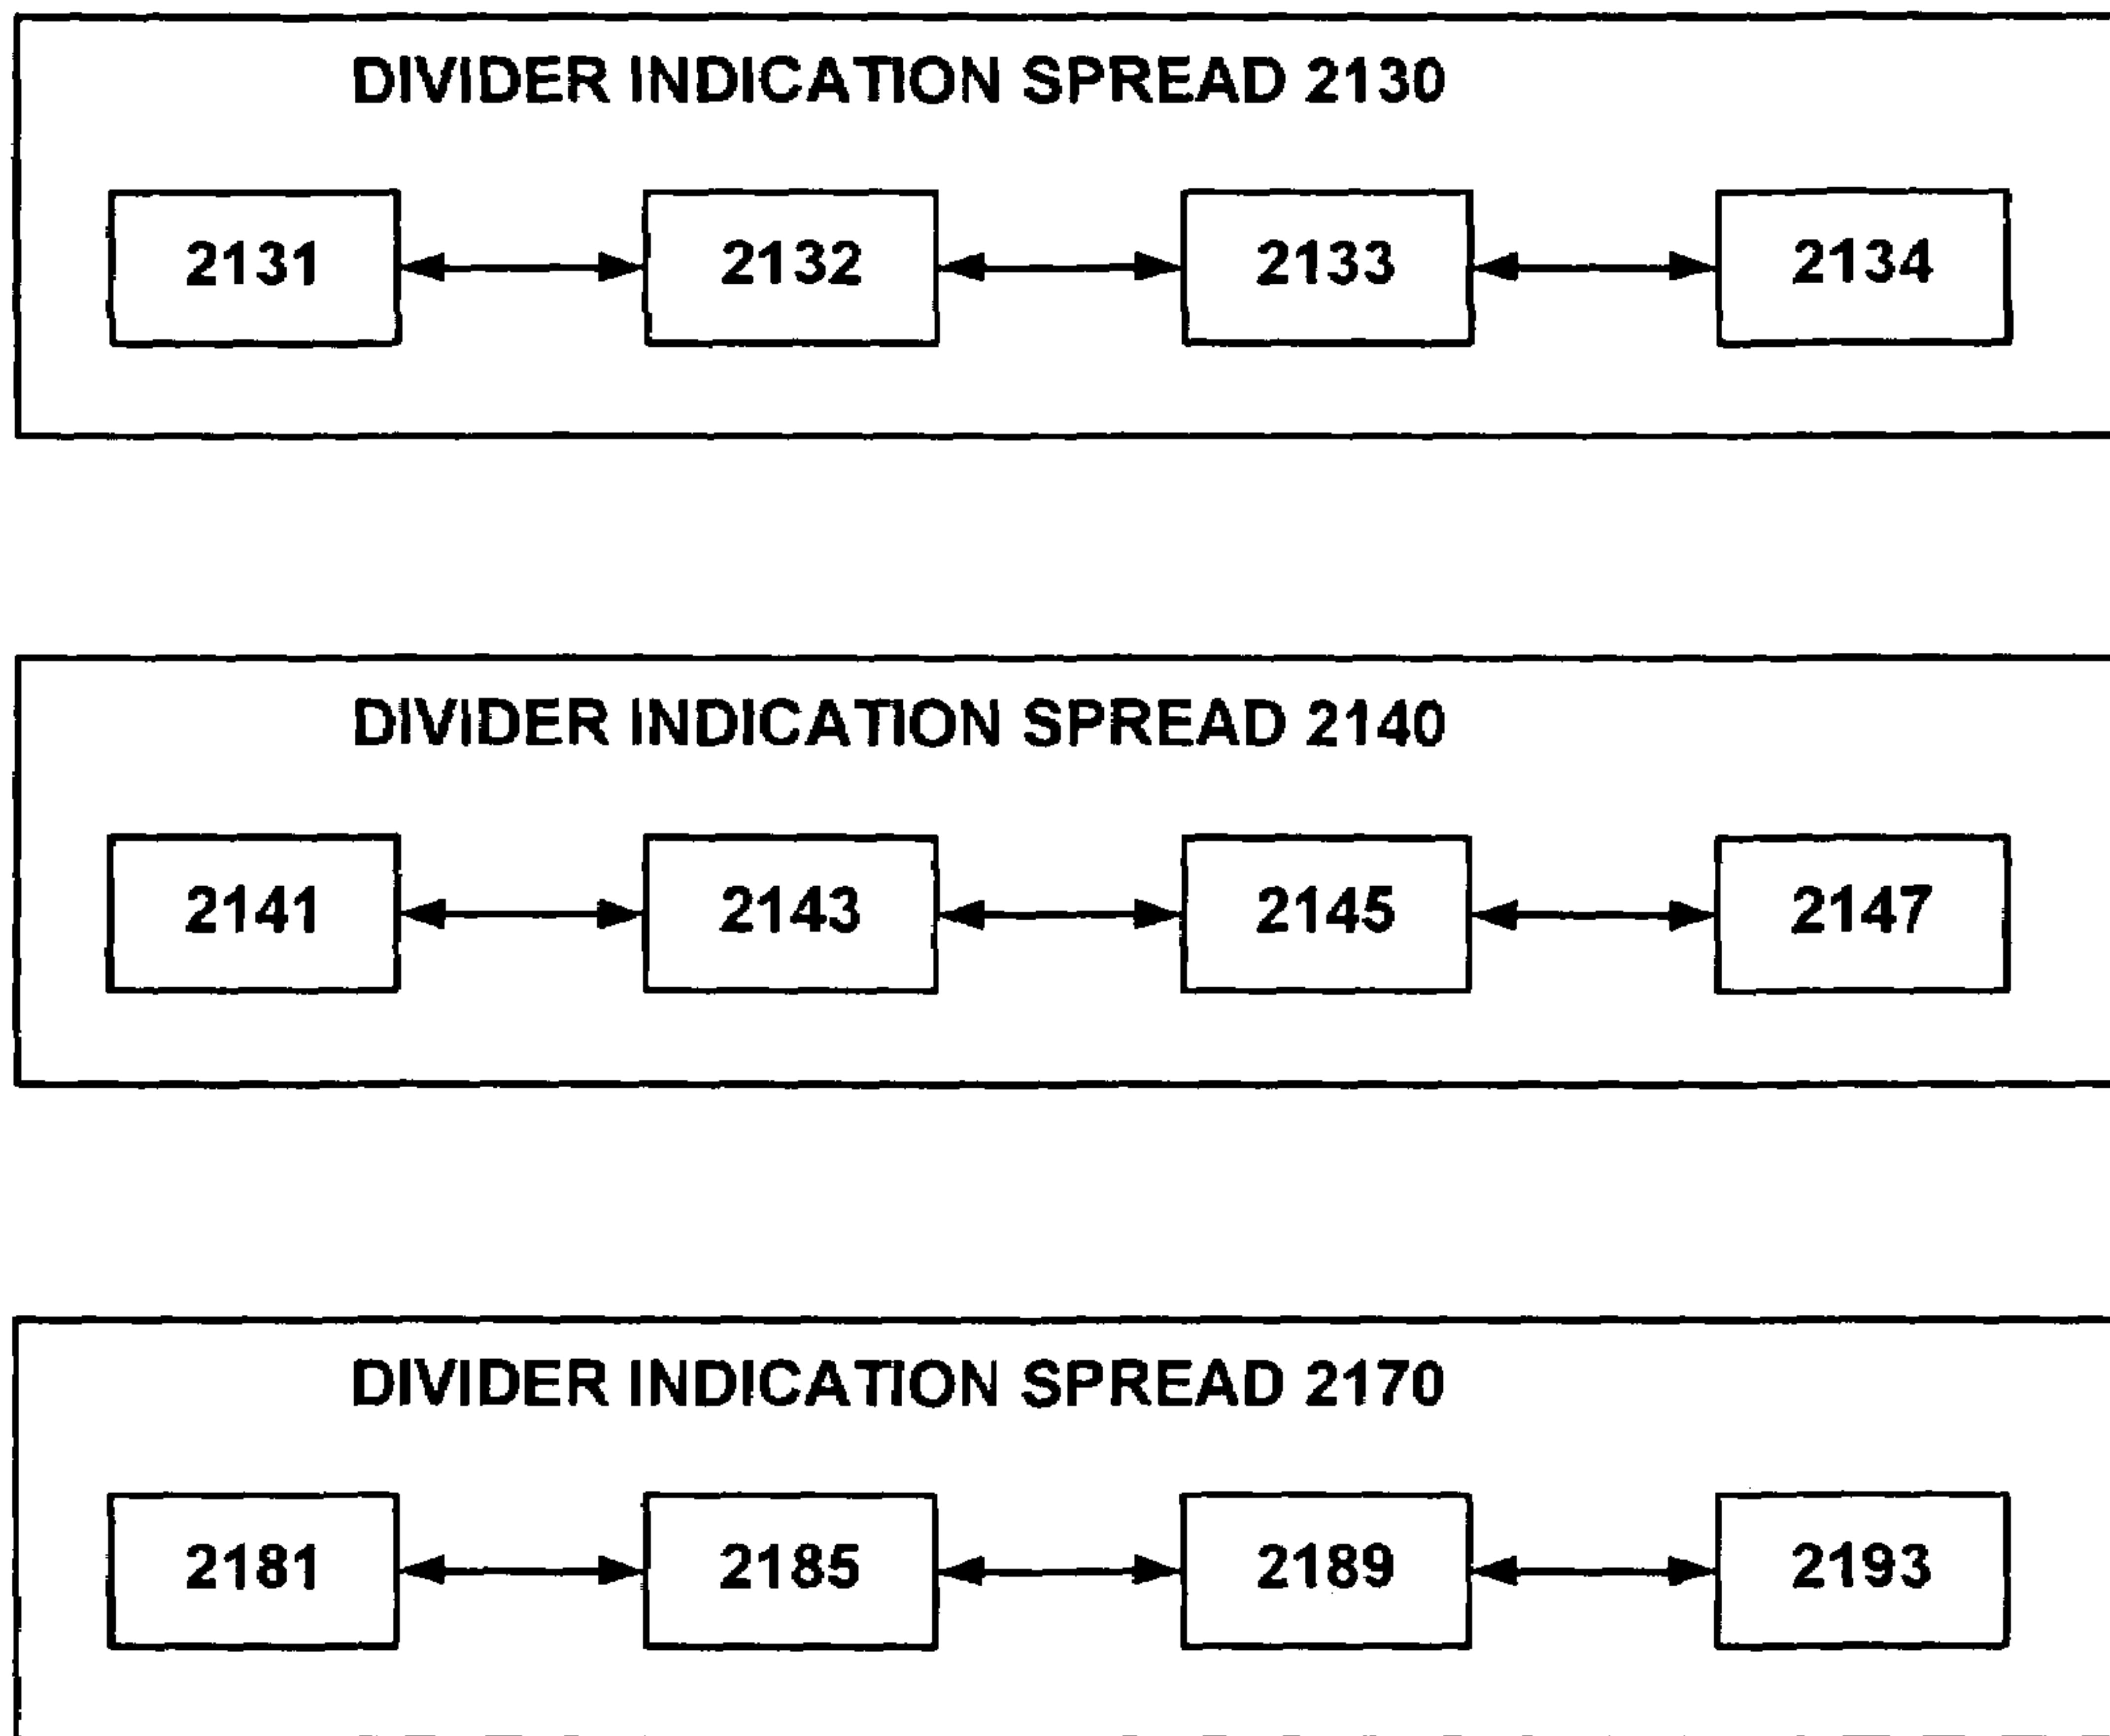 DIVIDER INDICATION SPREAD 2130
2131 2132 2133 2134
DIVIDER INDICATION SPREAD 2140
2141 2143 2145 2147
DIVIDER INDICATION SPREAD 2170
2181 2185 2189 2193